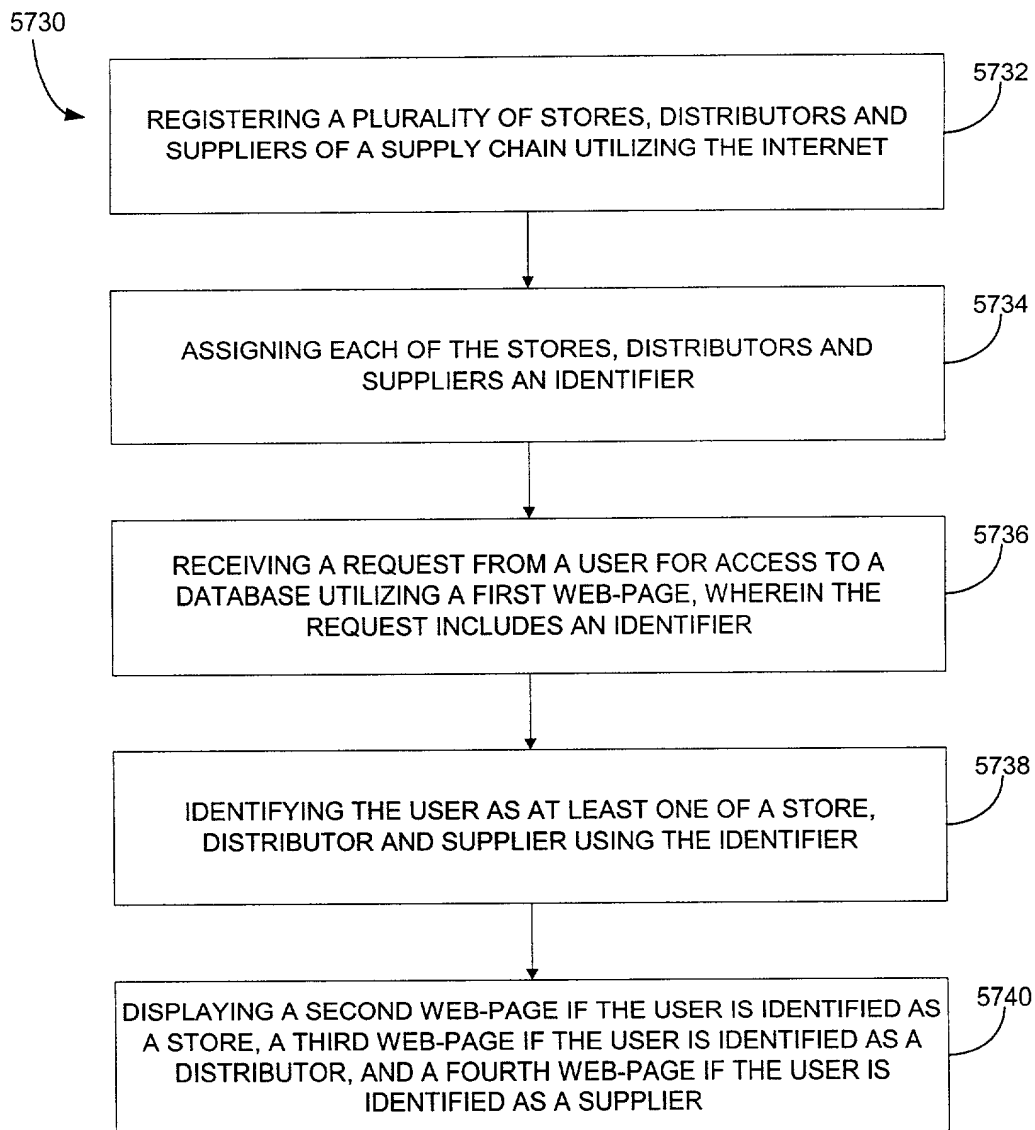 5730
5732
REGISTERING A PLURALITY OF STORES, DISTRIBUTORS AND
SUPPLIERS OF A SUPPLY CHAIN UTILIZING THE INTERNET
5734
ASSIGNING EACH OF THE STORES, DISTRIBUTORS AND
SUPPLIERS AN IDENTIFIER
5736
RECEIVING A REQUEST FROM A USER FOR ACCESS TO A
DATABASE UTILIZING A FIRST WEB-PAGE, WHEREIN THE
REQUEST INCLUDES AN IDENTIFIER
5738
IDENTIFYING THE USER AS AT LEAST ONE OF A STORE,
DISTRIBUTOR AND SUPPLIER USING THE IDENTIFIER
5740
DISPLAYING A SECOND WEB-PAGE IF THE USER IS IDENTIFIED AS
A STORE, A THIRD WEB-PAGE IF THE USER IS IDENTIFIED AS A
DISTRIBUTOR, AND A FOURTH WEB-PAGE IF THE USER IS
IDENTIFIED AS A SUPPLIER